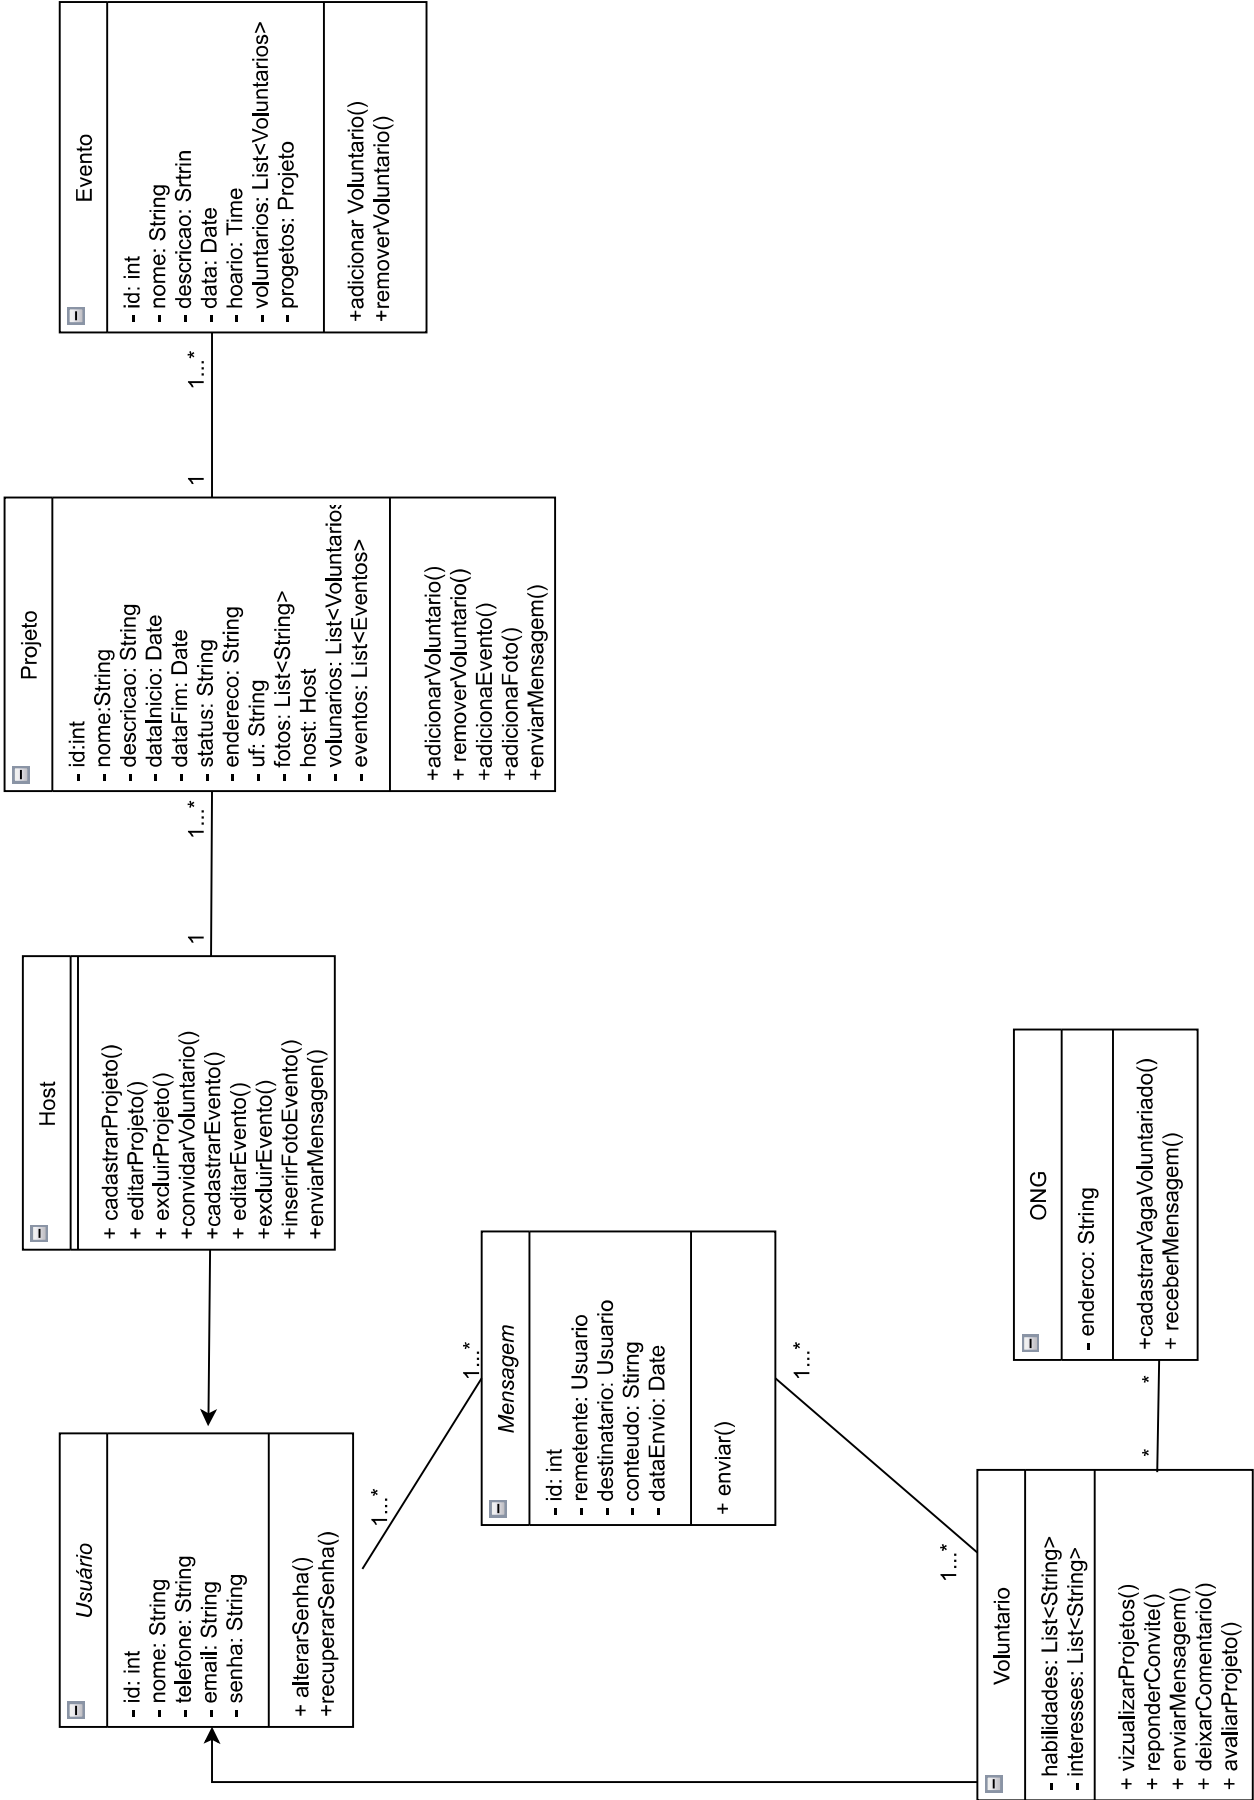 Usuário
- id: int
- nome: String
- telefone: String
- email: String
- senha: String
+ alterarSenha()
+recuperarSenha()
Host
+ cadastrarProjeto()
+ editarProjeto()
+ excluirProjeto()
+convidarVoluntario()
+cadastrarEvento()
+ editarEvento()
+excluirEvento()
+inserirFotoEvento()
+enviarMensagen()
1
1...*
Projeto
- id:int
- nome:String
- descricao: String
- dataInicio: Date
- dataFim: Date
- status: String
- endereco: String
- uf: String
- fotos: List<String>
- host: Host
- volunarios: List<Voluntarios
- eventos: List<Eventos>
+adicionarVoluntario()
+ removerVoluntario()
+adicionaEvento()
+adicionaFoto()
+enviarMensagem()
1
1...*
Evento
- id: int
- nome: String
- descricao: Srtrin
- data: Date
- hoario: Time
- voluntarios: List<Voluntarios>
- progetos: Projeto
+adicionar Voluntario()
+removerVoluntario()
1...*
1...*
Mensagem
- id: int
- remetente: Usuario
- destinatario: Usuario
- conteudo: Stirng
- dataEnvio: Date
+ enviar()
1...*
1...*
Voluntario
- habilidades: List<String>
- interesses: List<String>
+ vizualizarProjetos()
+ reponderConvite()
+ enviarMensagem()
+ deixarComentario()
+ avaliarProjeto()
*
*
ONG
- enderco: String
+cadastrarVagaVoluntariado()
+ receberMensagem()